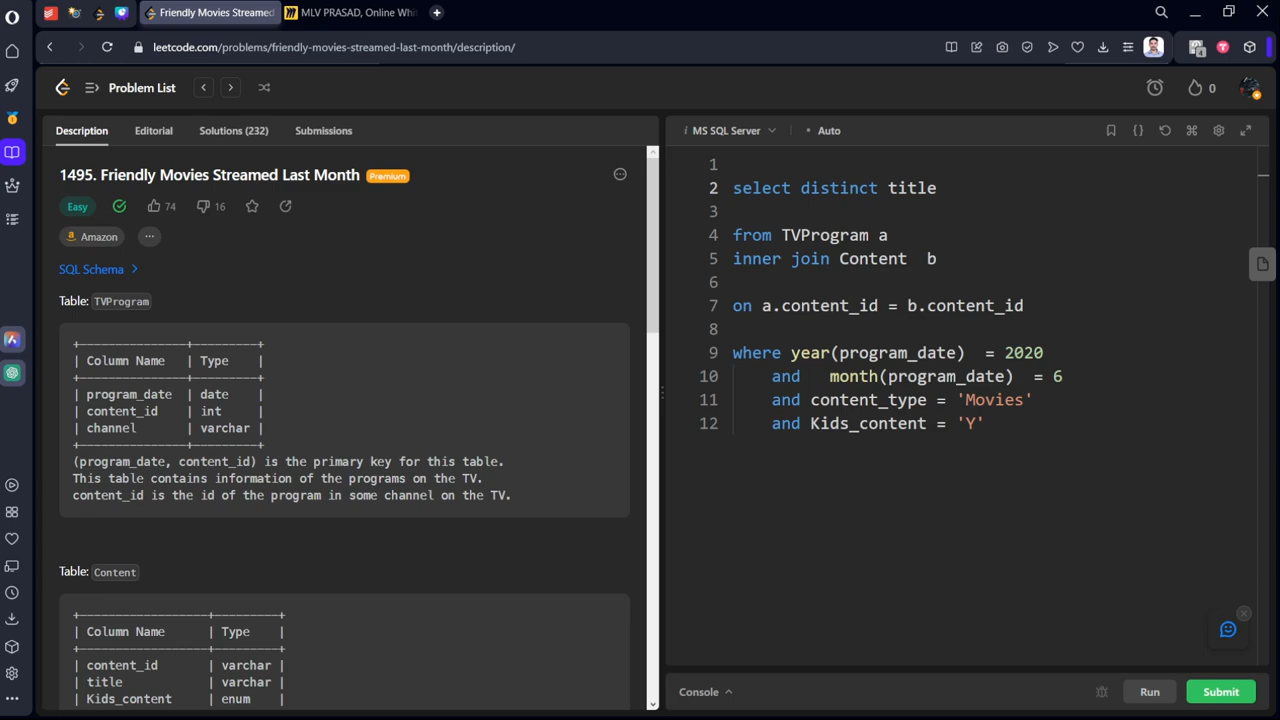 Friendly Movies Streamed
MLV PRASAD, Online Whi
leetcode.com/problems/friendly-movies-streamed-last-month/description/
4
Problem List
0
Description Editorial Solutions (232) Submissions
i MS SQL Server • Auto
1495. Friendly Movies Streamed Last Month Premium
Easy 74 16
Amazon ...
SQL Schema >
Table: TVProgram
+---------------+---------+
| Column Name | Type |
+---------------+---------+
| program_date | date |
| content_id | int |
| channel | varchar |
+---------------+---------+
(program_date, content_id) is the primary key for this table.
This table contains information of the programs on the TV.
content_id is the id of the program in some channel on the TV.
Table: Content
+------------------+---------+
| Column Name | Type |
+------------------+---------+
| content_id | varchar |
| title | varchar |
| Kids_content | enum |
1
2 select distinct title
3
4 from TVProgram a
5 inner join Content b
6
7 on a.content_id = b.content_id
8
9 where year(program_date) = 2020
10 and month(program_date) = 6
11 and content_type = 'Movies'
12 and Kids_content = 'Y'
Console Run Submit